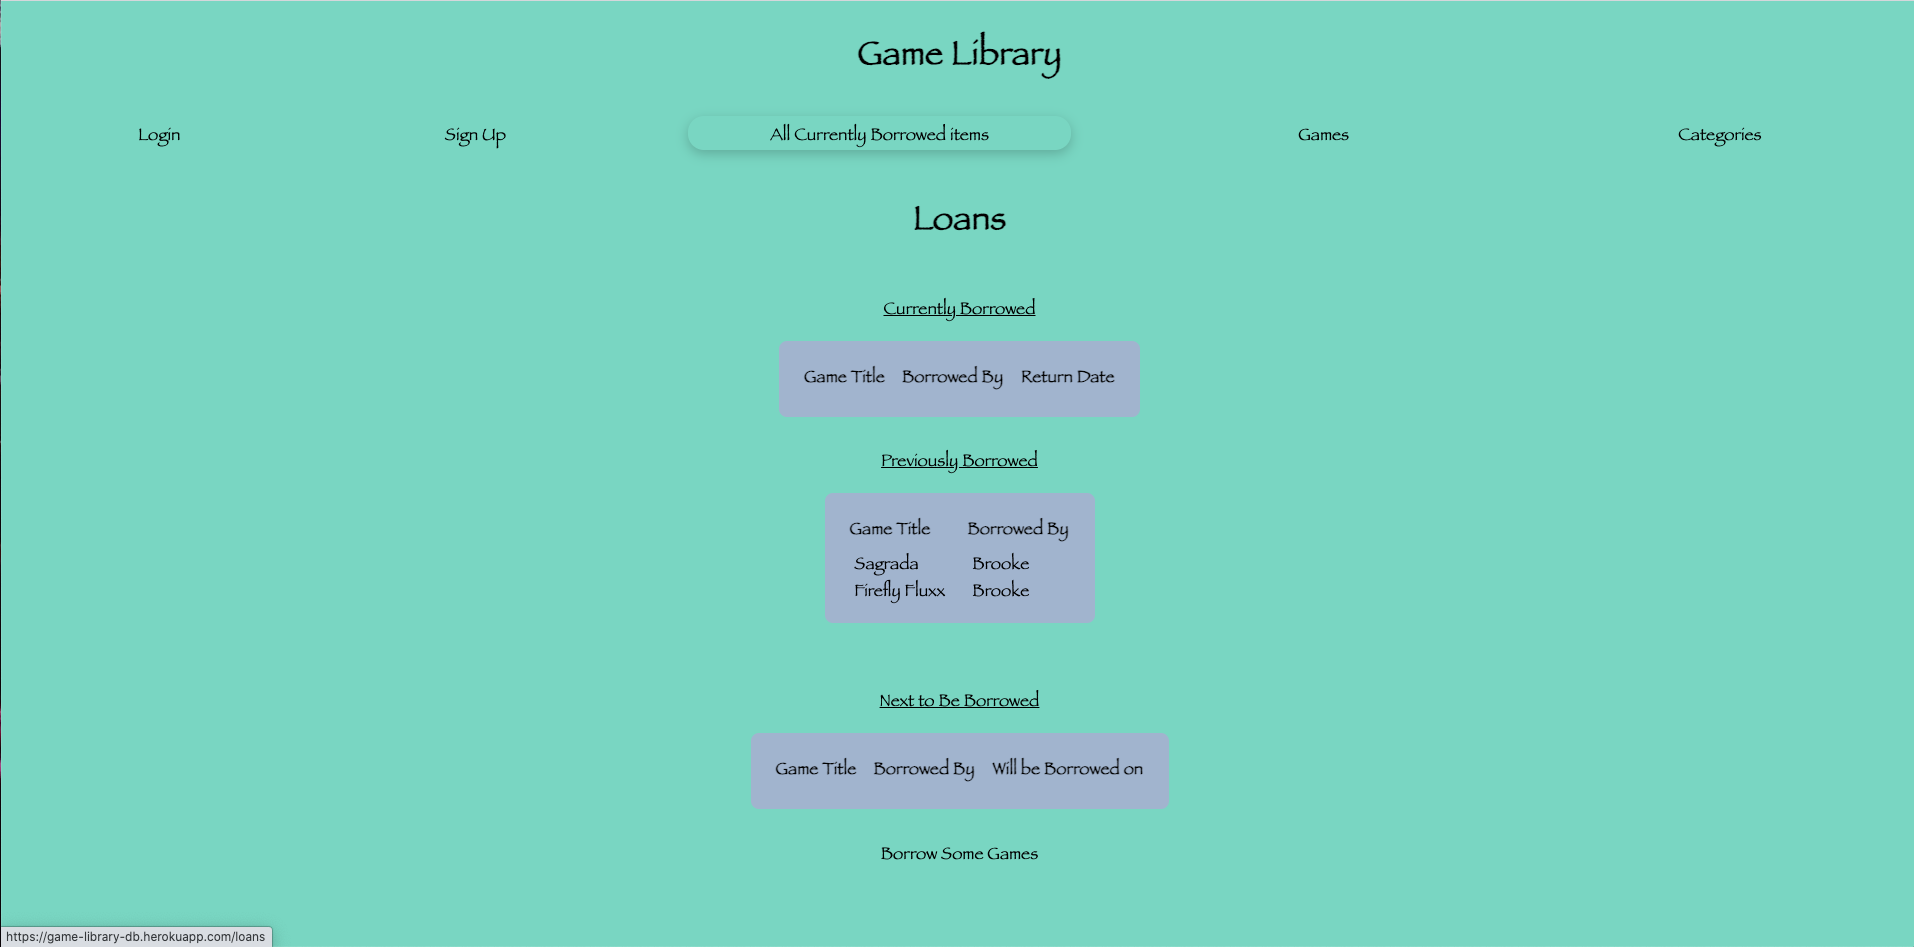 Game Library
Login Sign Up All Currently Borrowed items Games Categories
Loans
Currently Borrowed
Game Title Borrowed By Return Date
Previously Borrowed
Game Title Borrowed By
Sagrada Brooke
Firefly Fluxx Brooke
Next to Be Borrowed
Game Title Borrowed By Will be Borrowed on
Borrow Some Games
https://game-library-db.herokuapp.com/loans